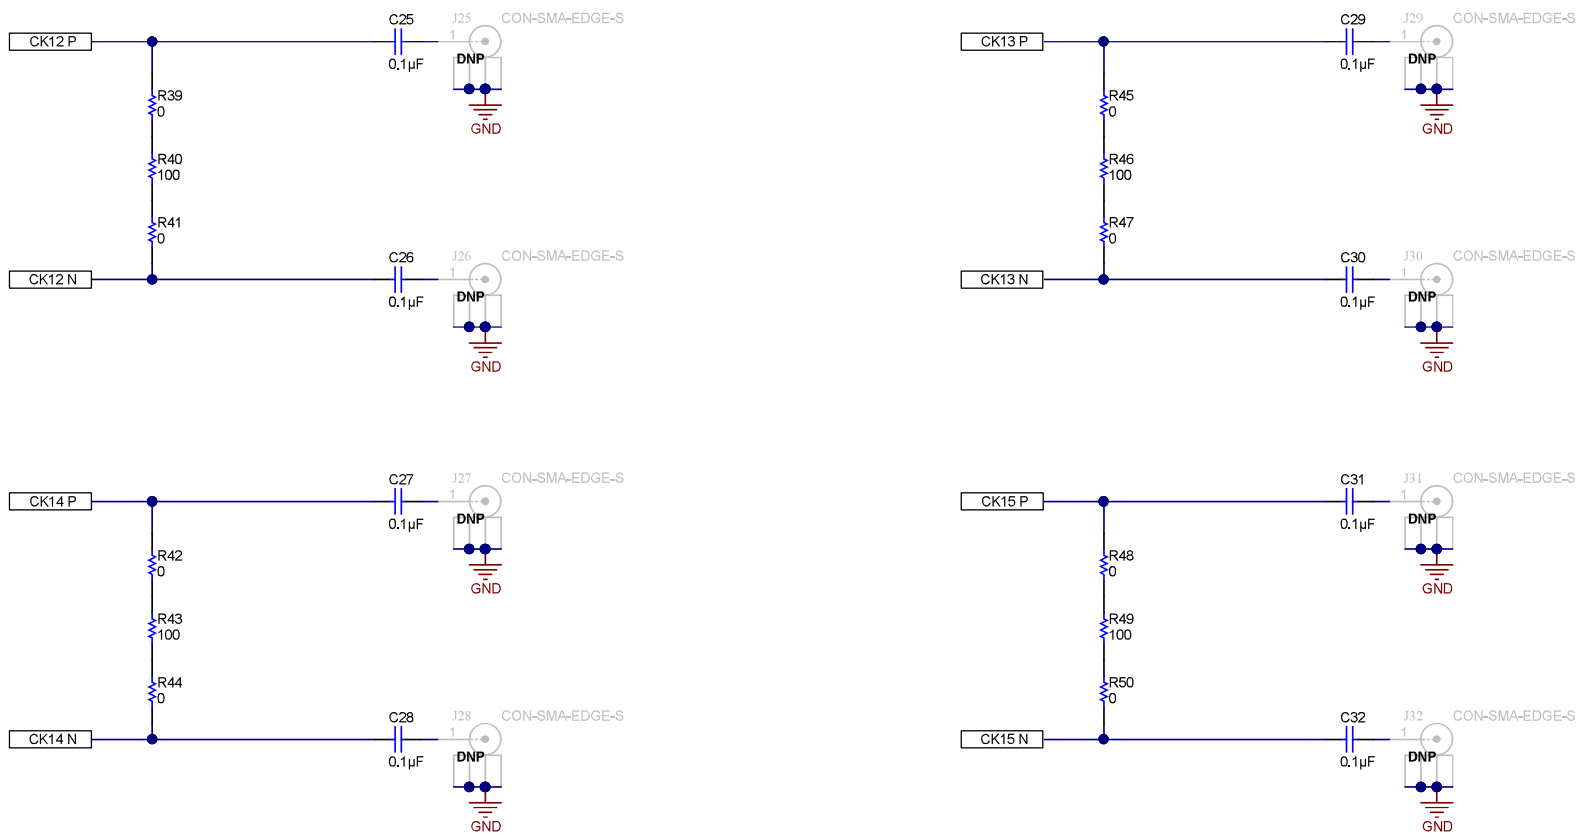 C25
J25 CON-SMA-EDGE-S
CK12 P
1
0.1µF
DNP
R39
0
GND
R40
100
R41
0
C26
J26 CON-SMA-EDGE-S
CK12 N
1
0.1µF
DNP
GND
C29
J29 CON-SMA-EDGE-S
CK13 P
1
0.1µF
DNP
R45
0
GND
R46
100
R47
0
C30
J30 CON-SMA-EDGE-S
CK13 N
1
0.1µF
DNP
GND
C27
J27 CON-SMA-EDGE-S
CK14 P
1
0.1µF
DNP
R42
0
GND
R43
100
R44
0
C28
J28 CON-SMA-EDGE-S
CK14 N
1
0.1µF
DNP
GND
C31
J31 CON-SMA-EDGE-S
CK15 P
1
0.1µF
DNP
R48
0
GND
R49
100
R50
0
C32
J32 CON-SMA-EDGE-S
CK15 N
1
0.1µF
DNP
GND